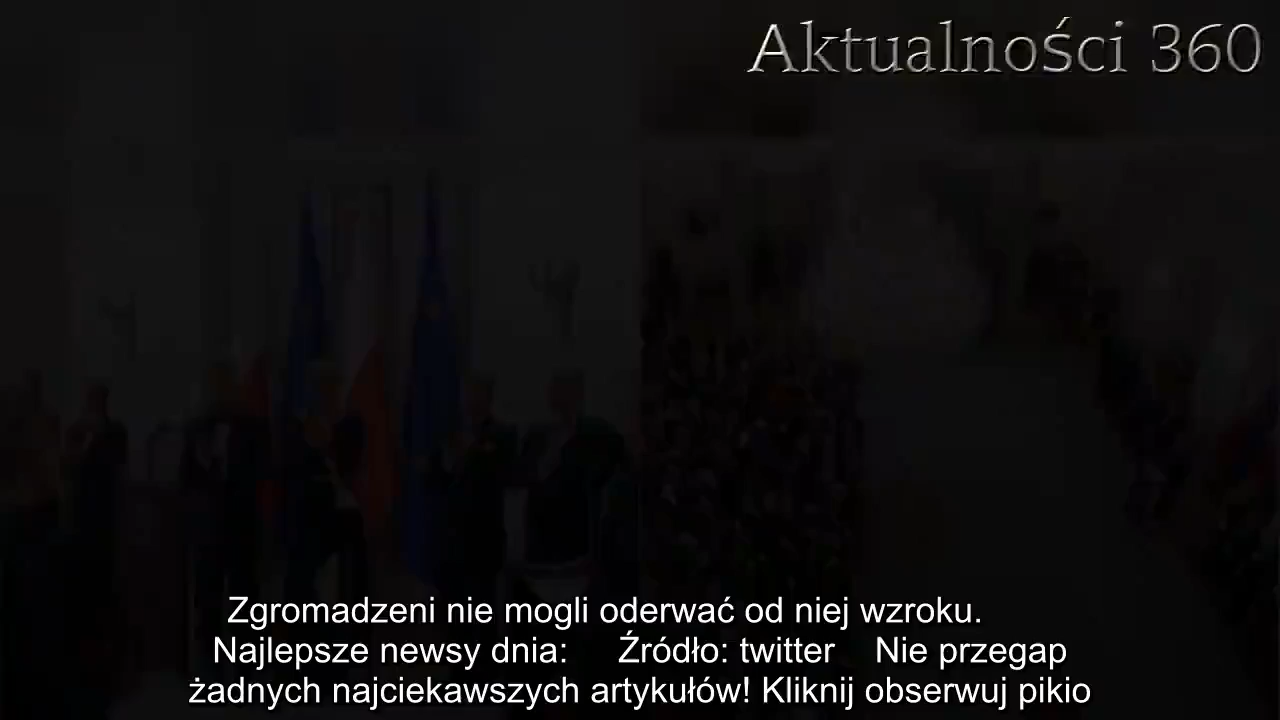 Aktualności 360
Zgromadzeni nie mogli oderwać od niej wzroku.
Najlepsze newsy dnia: Źródło: twitter Nie przegap
żadnych najciekawszych artykułów! Kliknij obserwuj pikio